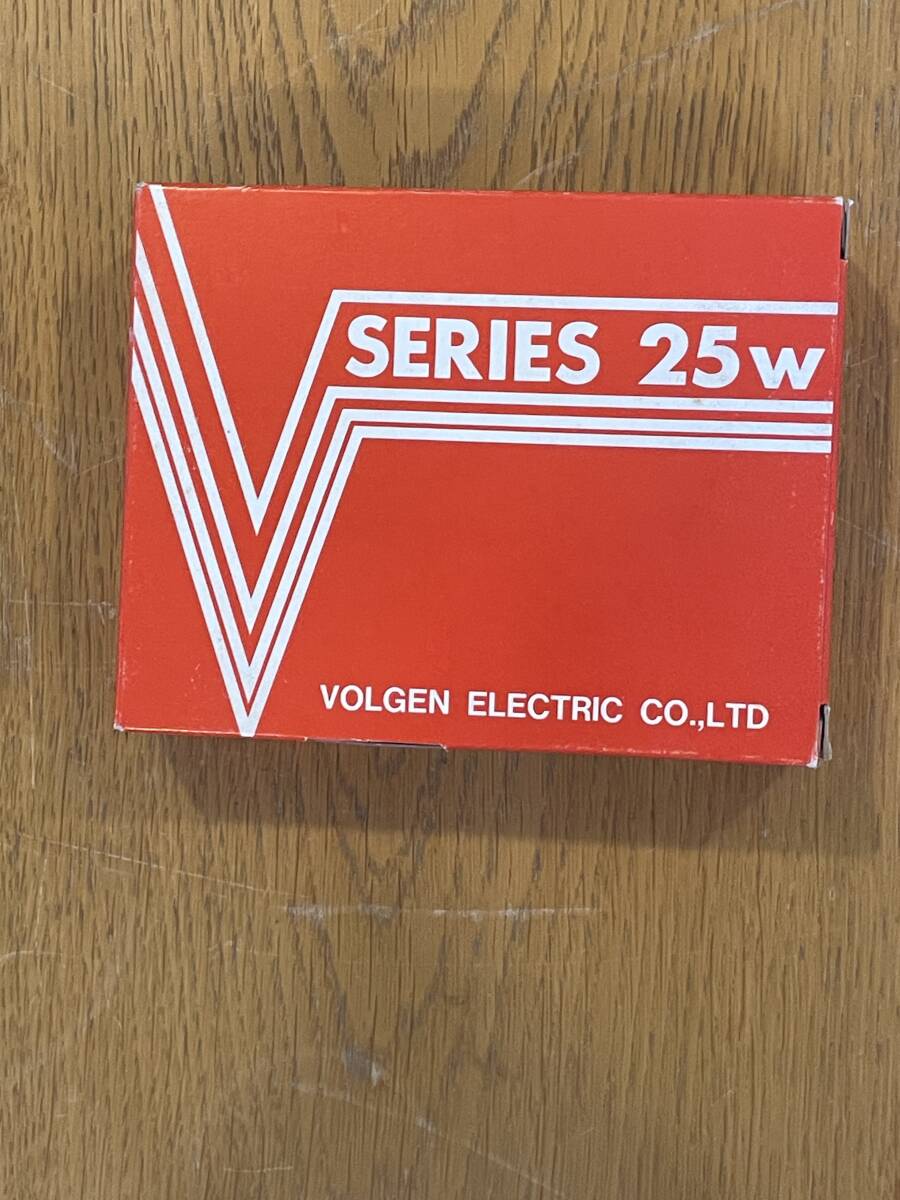 V SERIES 25W
VOLGEN ELECTRIC CO.,LTD